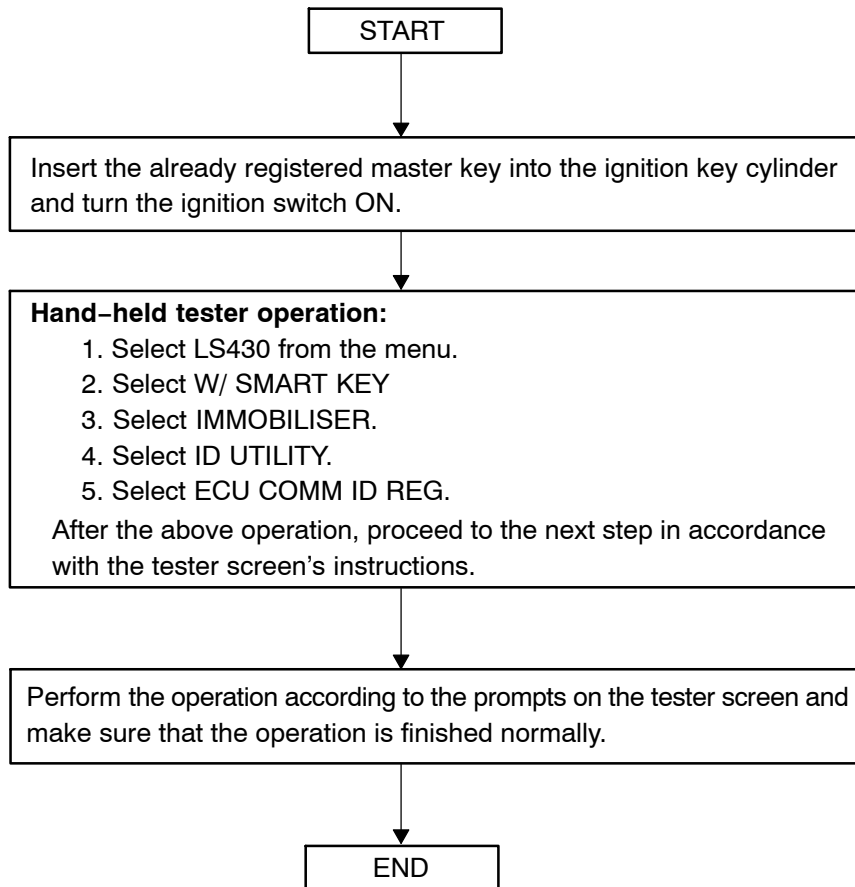 START
Insert the already registered master key into the ignition key cylinder
and turn the ignition switch ON.
Hand–held tester operation:
1. Select LS430 from the menu.
2. Select W/ SMART KEY
3. Select IMMOBILISER.
4. Select ID UTILITY.
5. Select ECU COMM ID REG.
After the above operation, proceed to the next step in accordance
with the tester screen's instructions.
Perform the operation according to the prompts on the tester screen and
make sure that the operation is finished normally.
END